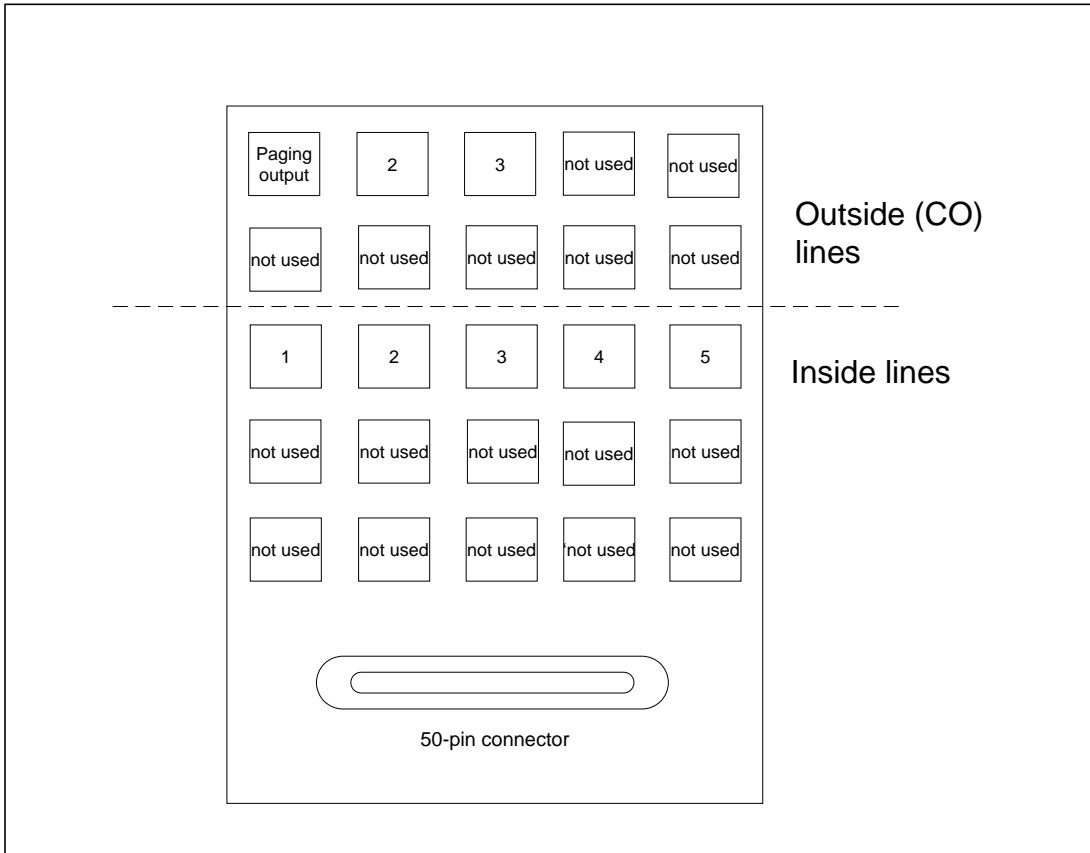 Paging
output
2
3
not used
not used
Outside (CO)
lines
not used
not used
not used
not used
not used
1
2
3
4
5
Inside lines
not used
not used
not used
not used
not used
not used
not used
not used
'not used
not used
50-pin connector